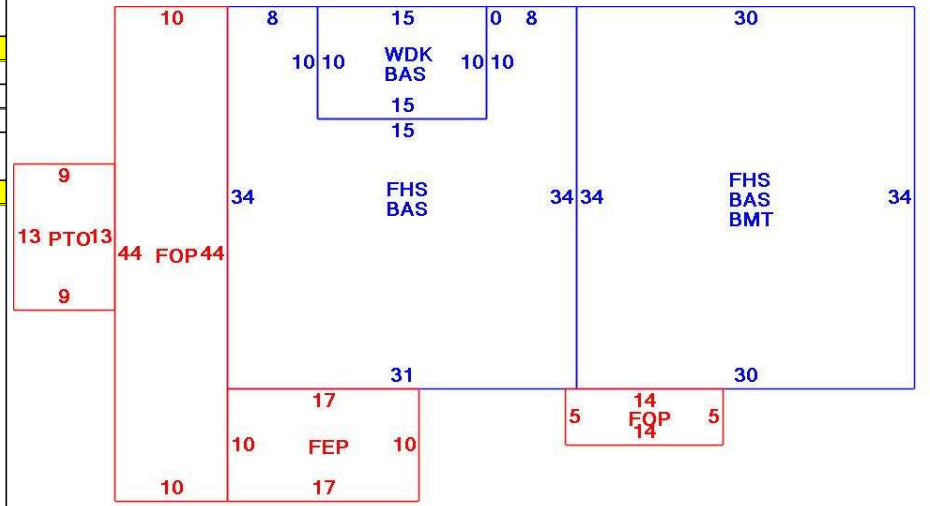 10 8 15 0 8 30
10 10 WDK 10 10
BAS
15
15
9
34 FHS 34 34 FHS 34
BAS BAS
BMT
13 PTO 13
44 FOP 44
9
31 30
17 14
5 FOP 5
14
10 FEP 10
10 17